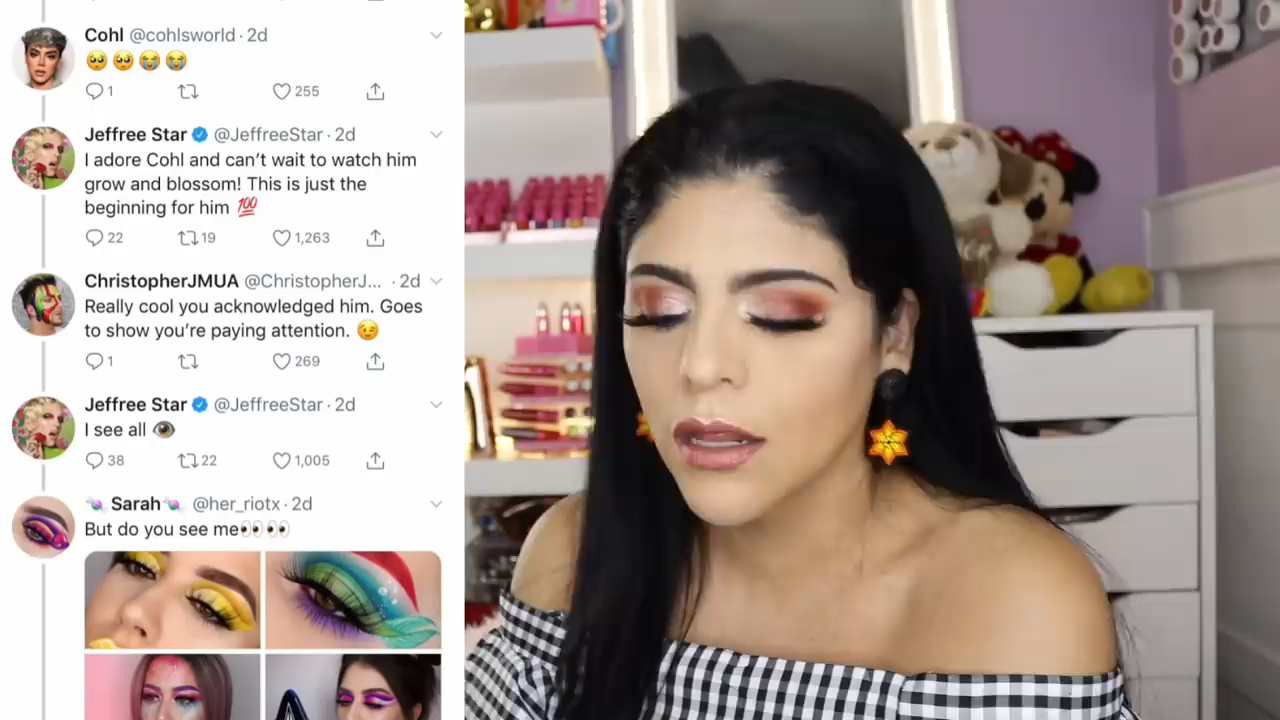 Cohl @cohlsworld · 2d
🥺 🥺 😭 😭
1 255
Jeffree Star @JeffreeStar · 2d
I adore Cohl and can’t wait to watch him
grow and blossom! This is just the
beginning for him 💯
22 19 1,263
ChristopherJMUA @ChristopherJ... · 2d
Really cool you acknowledged him. Goes
to show you’re paying attention. 😉
1 269
Jeffree Star @JeffreeStar · 2d
I see all 👁
38 22 1,005
🍬 Sarah🍬 @her_riotx · 2d
But do you see me👀👀